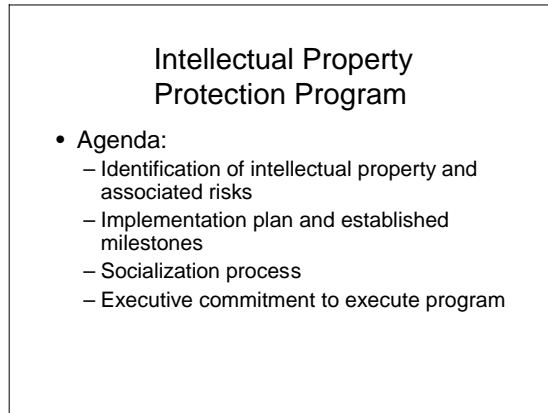 Intellectual Property
Protection Program
• Agenda:
– Identification of intellectual property and
associated risks
– Implementation plan and established
milestones
– Socialization process
– Executive commitment to execute program